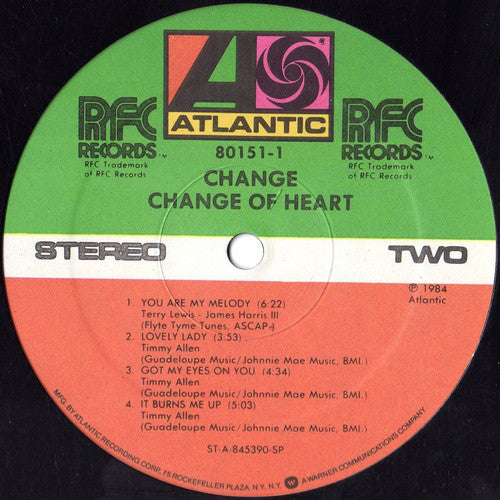 ATLANTIC
RFC
RECORDS™
RFC Trademark
of RFC Records
RFC
RECORDS™
RFC Trademark
of RFC Records
80151-1
CHANGE
CHANGE OF HEART
STEREO
TWO
℗ 1984
Atlantic
1. YOU ARE MY MELODY (6:22)
Terry Lewis - James Harris III
(Flyte Tyme Tunes, ASCAP.)
2. LOVELY LADY (3:53)
Timmy Allen
(Guadeloupe Music/Johnnie Mae Music, BMI.)
3. GOT MY EYES ON YOU (4:34)
Timmy Allen
(Guadeloupe Music/Johnnie Mae Music, BMI.)
4. IT BURNS ME UP (5:03)
Timmy Allen
(Guadeloupe Music/Johnnie Mae Music, BMI.)
ST-A-845390-SP
MFG. BY ATLANTIC RECORDING CORP. 75 ROCKEFELLER PLAZA, N.Y. N.Y. A WARNER COMMUNICATIONS COMPANY